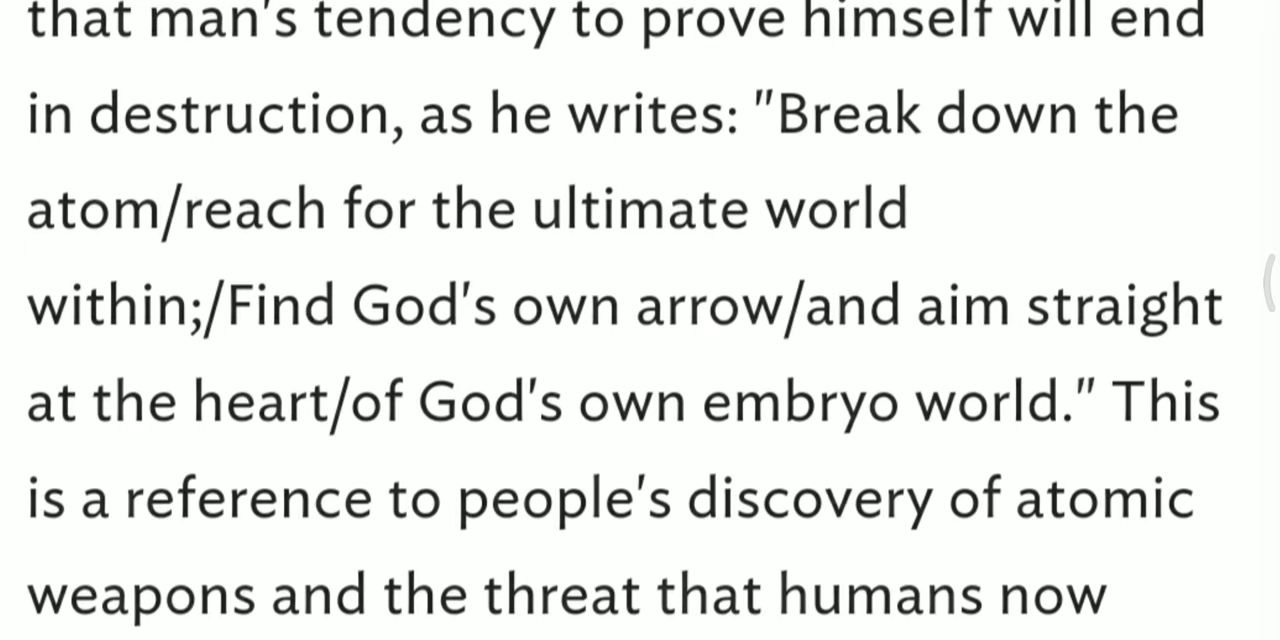 that man's tendency to prove himself will end
in destruction, as he writes: "Break down the
atom/reach for the ultimate world
within;/Find God's own arrow/and aim straight
at the heart/of God's own embryo world." This
is a reference to people's discovery of atomic
weapons and the threat that humans now